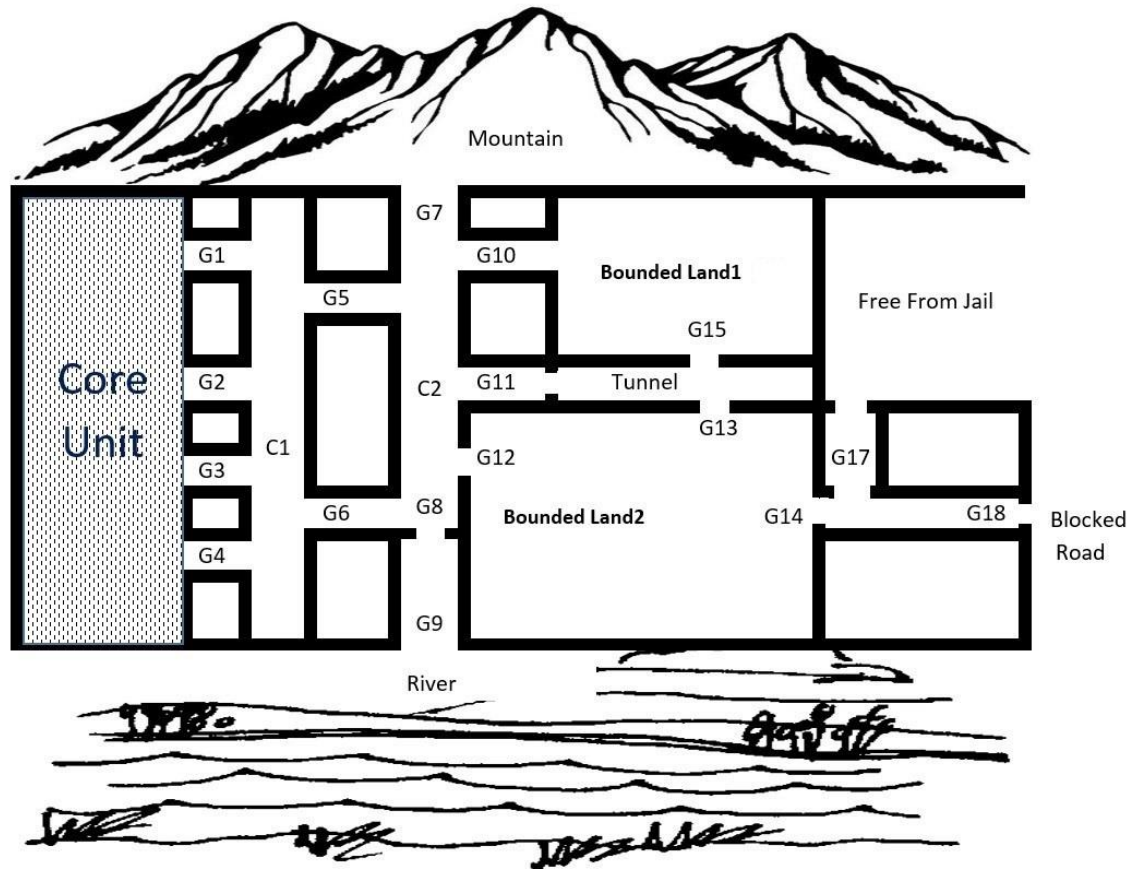 Mountain
G7
G1
G10
Bounded Land1
G5
Free From Jail
G15
Core
Unit
G2
C2
G11
Tunnel
G13
C1
G3
G12
G17
G6
G8
Bounded Land2
G14
G18
Blocked
Road
G4
G9
River